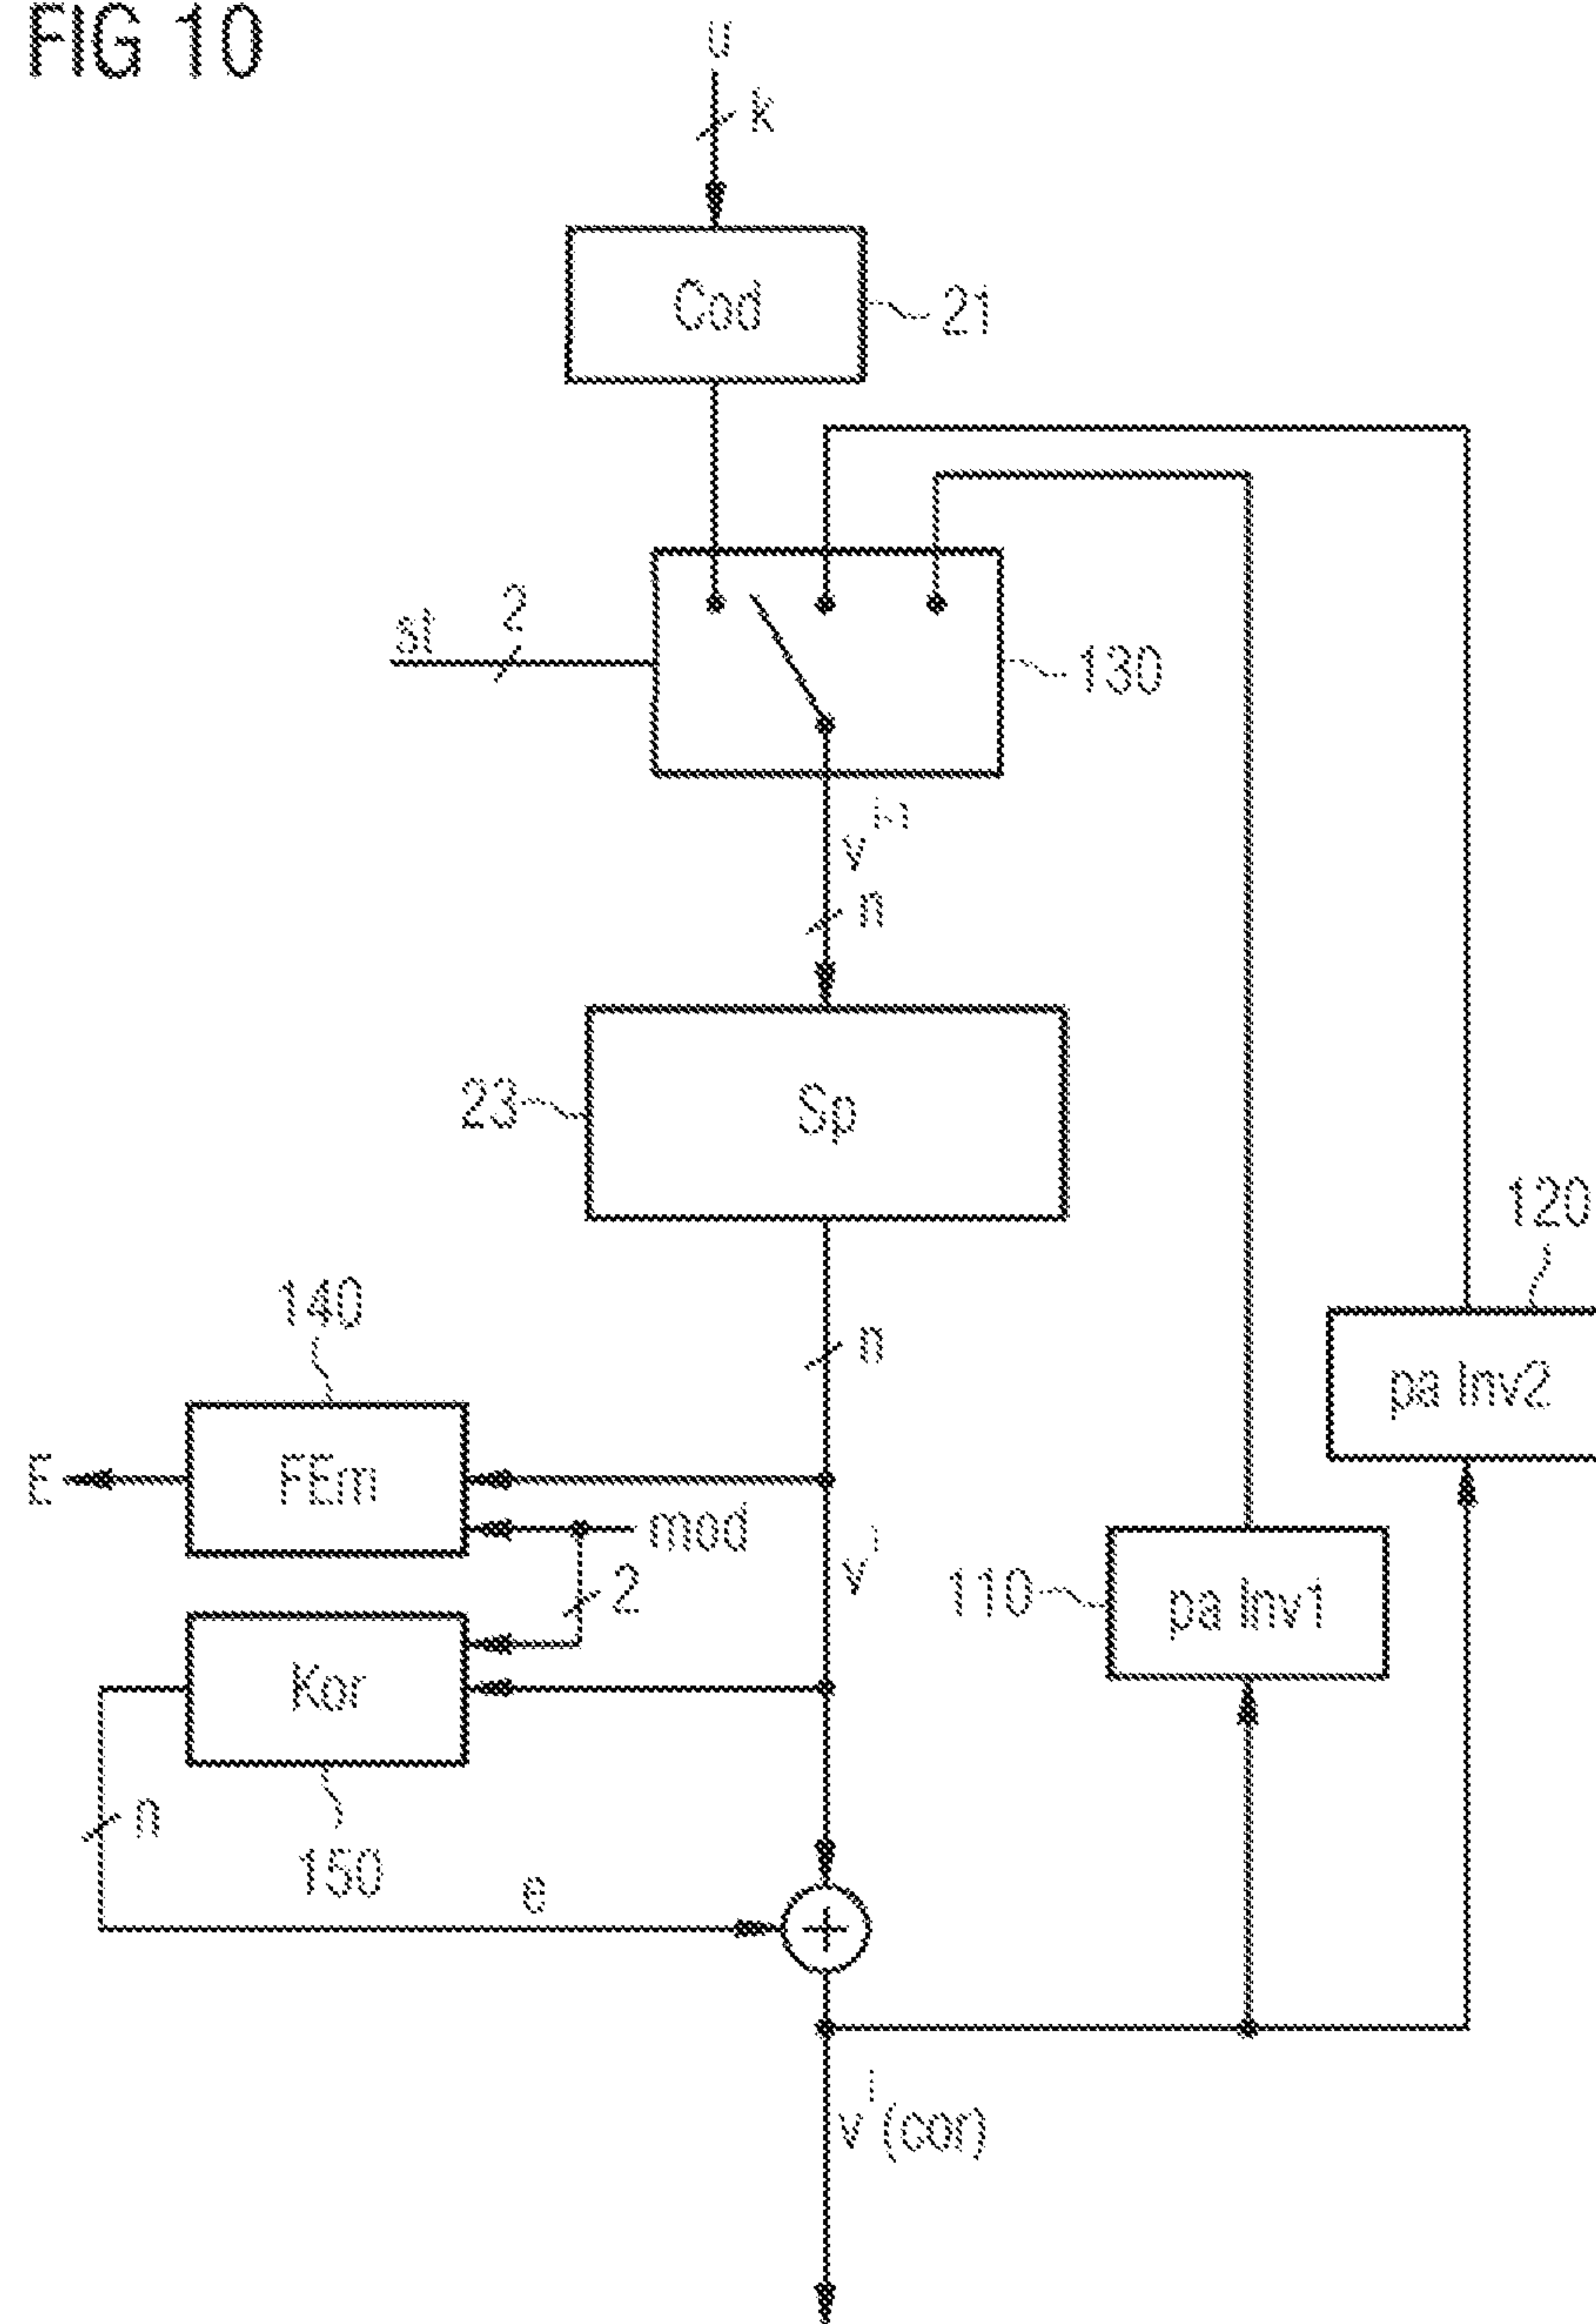 FIG 10
u
k
Cod
21
st
2
130
v
n
23
Sp
120
140
n
pa Inv2
E
FEm
mod
v
110
pa Inv1
2
Kor
n
150
e
+
v (cor)